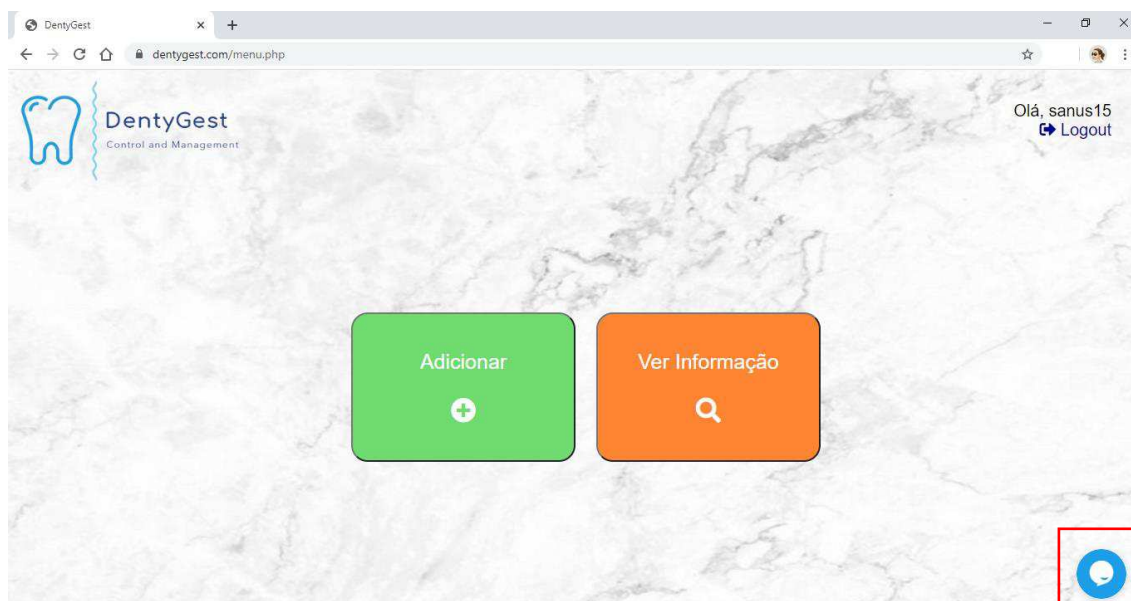 DentyGest
dentygest.com/menu.php
DentyGest
Control and Management
Olá, sanus15
Logout
Adicionar
Ver Informação